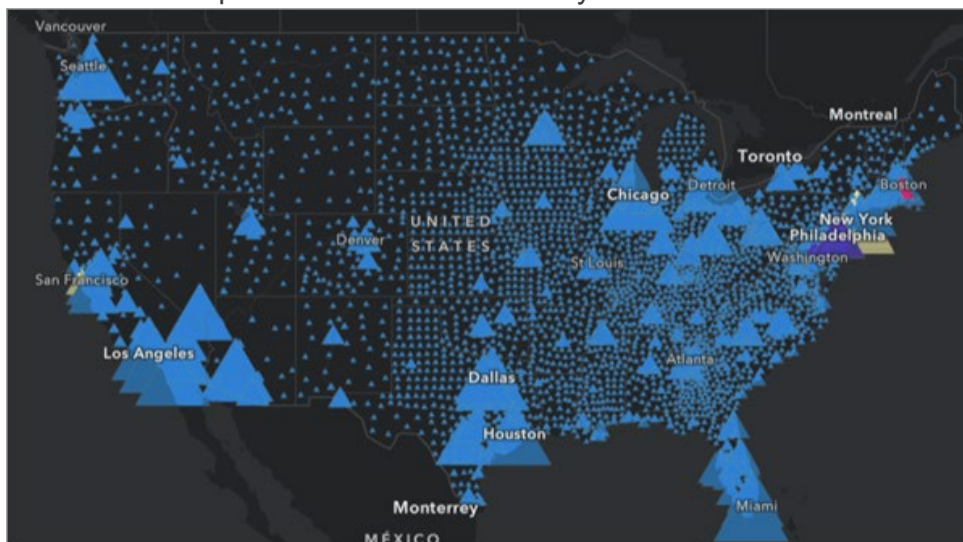 Vancouver
Seattle
Montreal
Toronto
Boston
Detroit
Chicago
New York
Philadelphia
UNITED
STATES
Denver
Washington
St Louis
San Francisco
Los Angeles
Atlanta
Dallas
Houston
Monterrey
Miami
MÉXICO